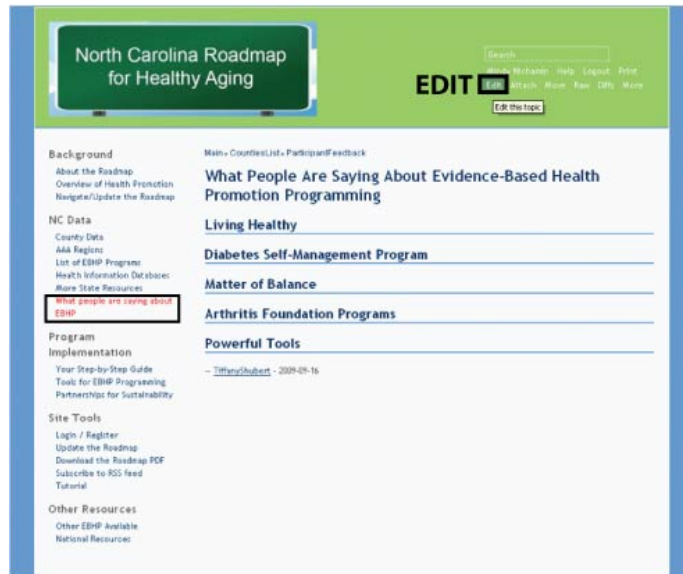 North Carolina Roadmap
for Healthy Aging
Search
Help Logout Print
EDIT
Edit Attach Move Raw Diffs More
Edit this topic
Background
About the Roadmap
Overview of Health Promotion
Navigate/Update the Roadmap
NC Data
County Data
AAA Regions
List of EBHP Programs
Health Information Databases
More State Resources
What people are saying about
EBHP
Program
Implementation
Your Step-by-Step Guide
Tools for EBHP Programming
Partnerships for Sustainability
Site Tools
Login / Register
Update the Roadmap
Download the Roadmap PDF
Subscribe to RSS feed
Tutorial
Other Resources
Other EBHP Available
National Resources
Main» CountiesList» ParticipantFeedback
What People Are Saying About Evidence-Based Health
Promotion Programming
Living Healthy
Diabetes Self-Management Program
Matter of Balance
Arthritis Foundation Programs
Powerful Tools
-- TiffanyShubert - 2009-09-16